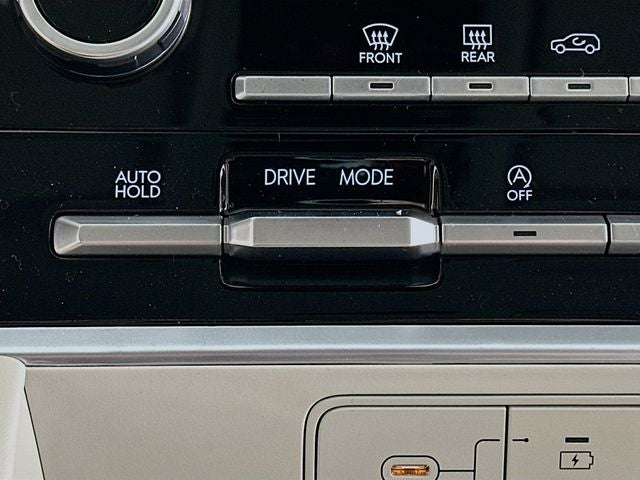 FRONT
REAR
AUTO
HOLD
DRIVE MODE
A
OFF